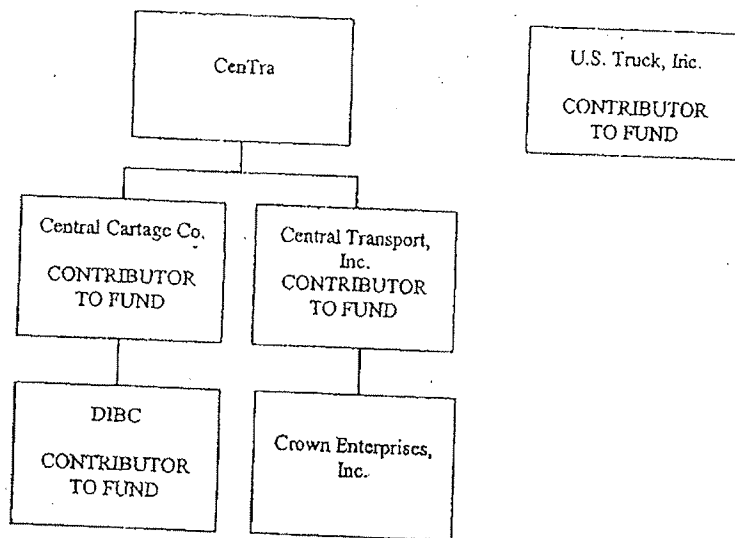 CenTra
U.S. Truck, Inc.
CONTRIBUTOR
TO FUND
Central Cartage Co.
CONTRIBUTOR
TO FUND
Central Transport,
Inc.
CONTRIBUTOR
TO FUND
DIBC
CONTRIBUTOR
TO FUND
Crown Enterprises,
Inc.